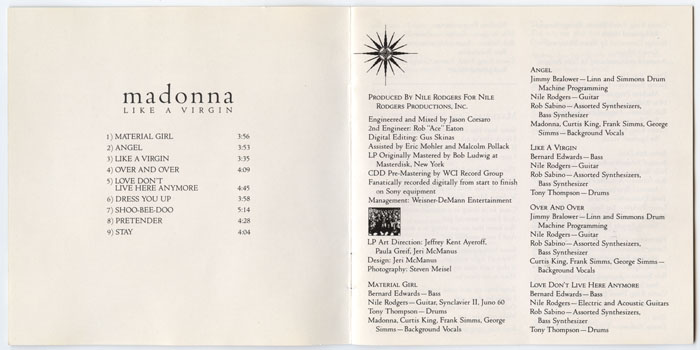 madonna
LIKE A VIRGIN
1) MATERIAL GIRL 3:56
2) ANGEL 3:53
3) LIKE A VIRGIN 3:35
4) OVER AND OVER 4:09
5) LOVE DON'T
LIVE HERE ANYMORE 4:45
6) DRESS YOU UP 3:58
7) SHOO-BEE-DOO 5:14
8) PRETENDER 4:28
9) STAY 4:04
PRODUCED BY NILE RODGERS FOR NILE
RODGERS PRODUCTIONS, INC.
Engineered and Mixed by Jason Corsaro
2nd Engineer: Rob "Ace" Eaton
Digital Editing: Gus Skinas
Assisted by Eric Mohler and Malcolm Pollack
LP Originally Mastered by Bob Ludwig at
Masterdisk, New York
CDD Pre-Mastering by WCI Record Group
Fanatically recorded digitally from start to finish
on Sony equipment
Management: Weisner-DeMann Entertainment
LP Art Direction: Jeffrey Kent Ayeroff,
Paula Greif, Jeri McManus
Design: Jeri McManus
Photography: Steven Meisel
MATERIAL GIRL
Bernard Edwards—Bass
Nile Rodgers—Guitar, Synclavier II, Juno 60
Tony Thompson—Drums
Madonna, Curtis King, Frank Simms, George
Simms—Background Vocals
ANGEL
Jimmy Bralower—Linn and Simmons Drum
Machine Programming
Nile Rodgers—Guitar
Rob Sabino—Assorted Synthesizers,
Bass Synthesizer
Madonna, Curtis King, Frank Simms, George
Simms—Background Vocals
LIKE A VIRGIN
Bernard Edwards—Bass
Nile Rodgers—Guitar
Rob Sabino—Assorted Synthesizers,
Bass Synthesizer
Tony Thompson—Drums
OVER AND OVER
Jimmy Bralower—Linn and Simmons Drum
Machine Programming
Nile Rodgers—Guitar
Rob Sabino—Assorted Synthesizers,
Bass Synthesizer
Curtis King, Frank Simms, George Simms—
Background Vocals
LOVE DON'T LIVE HERE ANYMORE
Bernard Edwards—Bass
Nile Rodgers—Electric and Acoustic Guitars
Rob Sabino—Assorted Synthesizers,
Bass Synthesizer
Tony Thompson—Drums